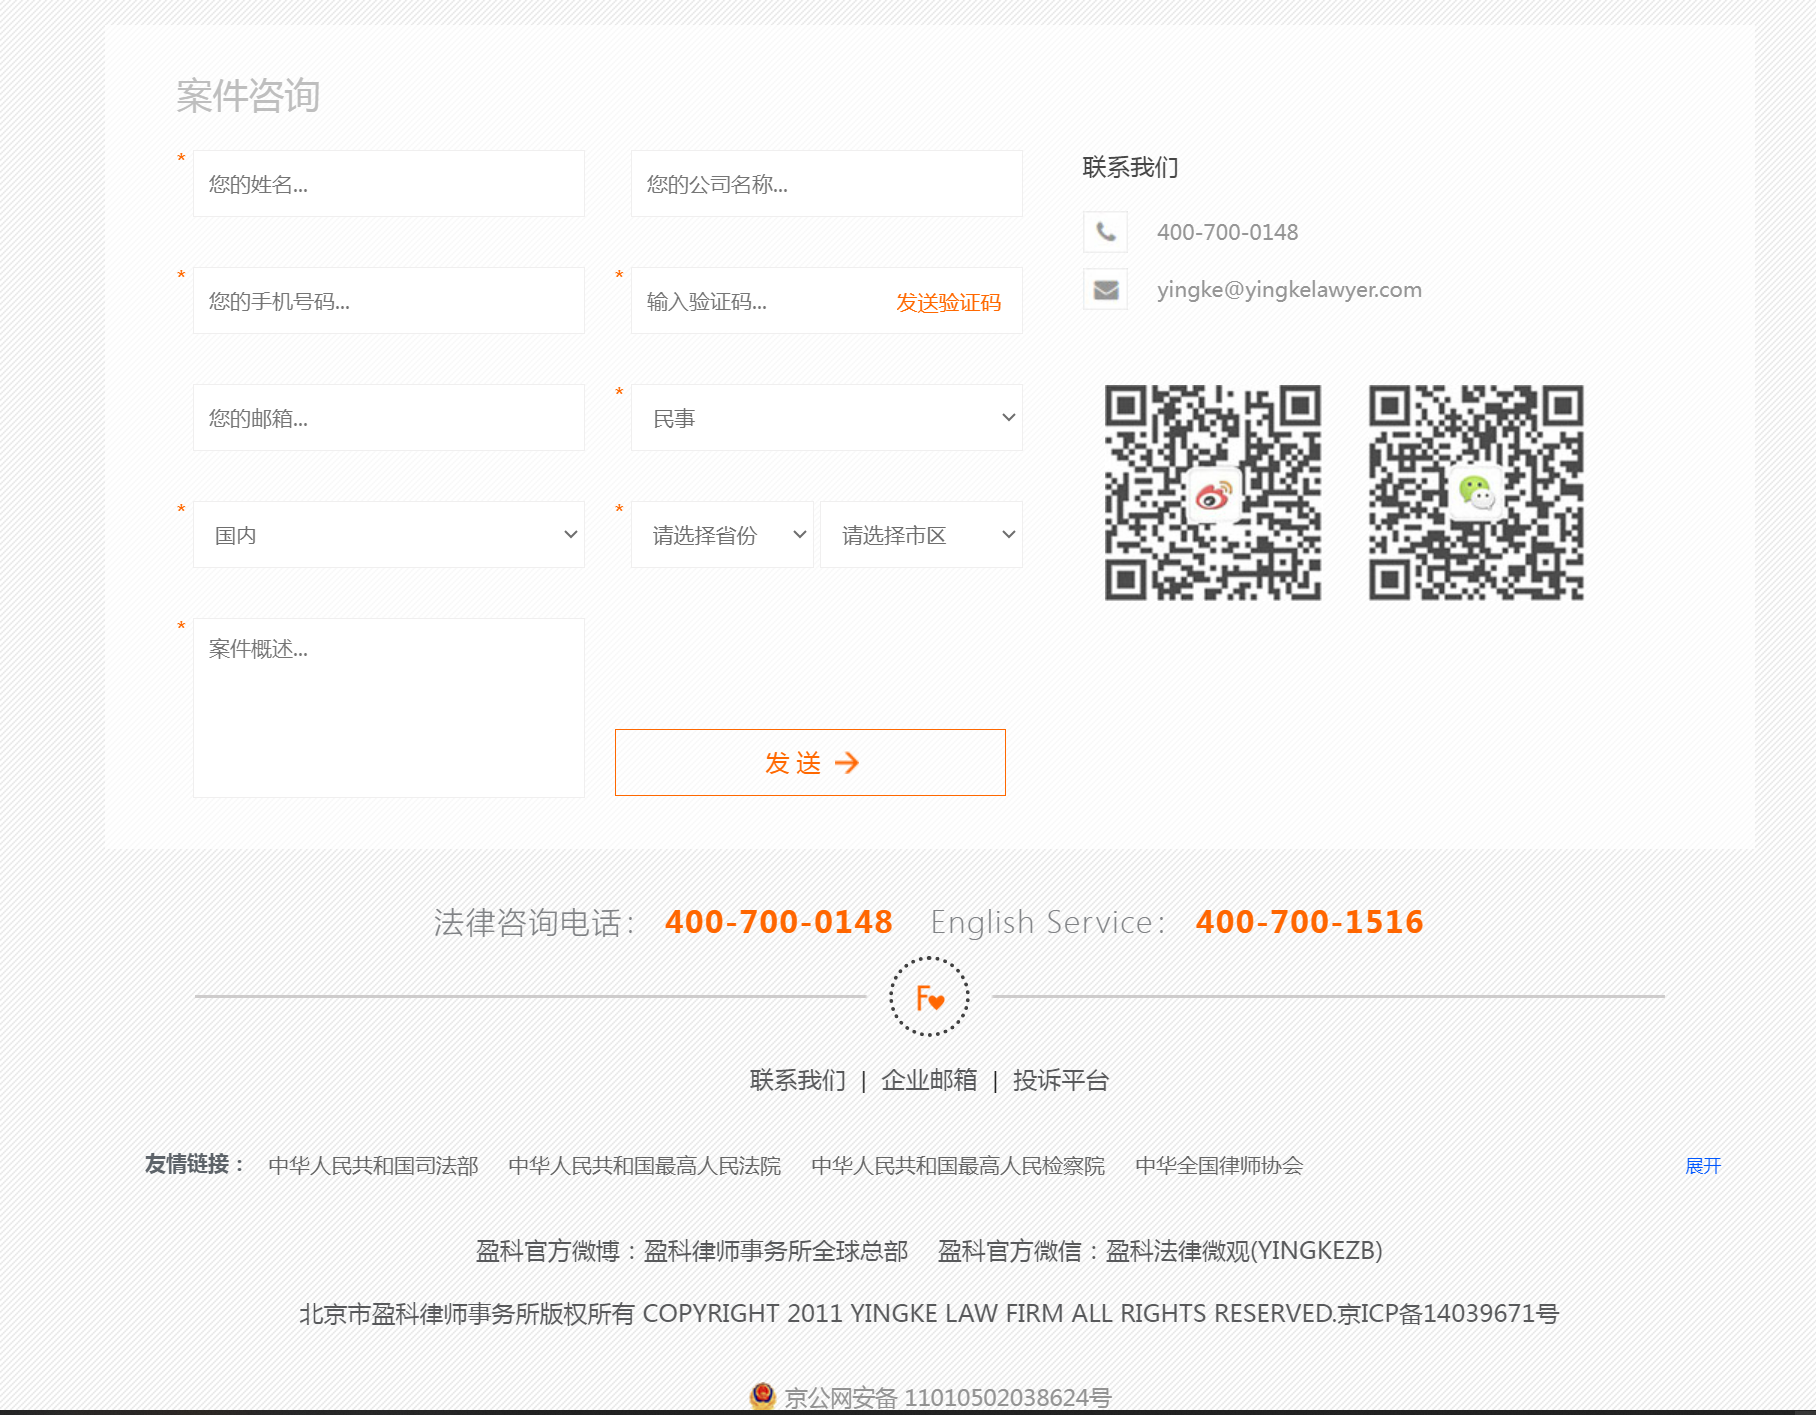 案件咨询
* 您的姓名...
您的公司名称...
* 您的手机号码...
* 输入验证码... 发送验证码
您的邮箱...
* 民事
* 国内
* 请选择省份 请选择市区
* 案件概述...
发 送
联系我们
400-700-0148
yingke@yingkelawyer.com
法律咨询电话： 400-700-0148 English Service： 400-700-1516
F
联系我们 | 企业邮箱 | 投诉平台
友情链接： 中华人民共和国司法部 中华人民共和国最高人民法院 中华人民共和国最高人民检察院 中华全国律师协会 展开
盈科官方微博：盈科律师事务所全球总部 盈科官方微信：盈科法律微观(YINGKEZB)
北京市盈科律师事务所版权所有 COPYRIGHT 2011 YINGKE LAW FIRM ALL RIGHTS RESERVED.京ICP备14039671号
京公网安备 11010502038624号